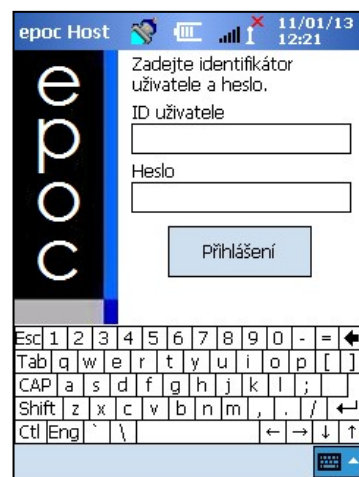 epoc Host 11/01/13
12:21
epoc
Zadejte identifikátor
uživatele a heslo.
ID uživatele
Heslo
Přihlášení
Esc 1 2 3 4 5 6 7 8 9 0 - = ←
Tab q w e r t y u i o p [ ]
CAP a s d f g h j k l ; '
Shift z x c v b n m , . / ↵
Ctl Eng ` \ ← → ↓ ↑